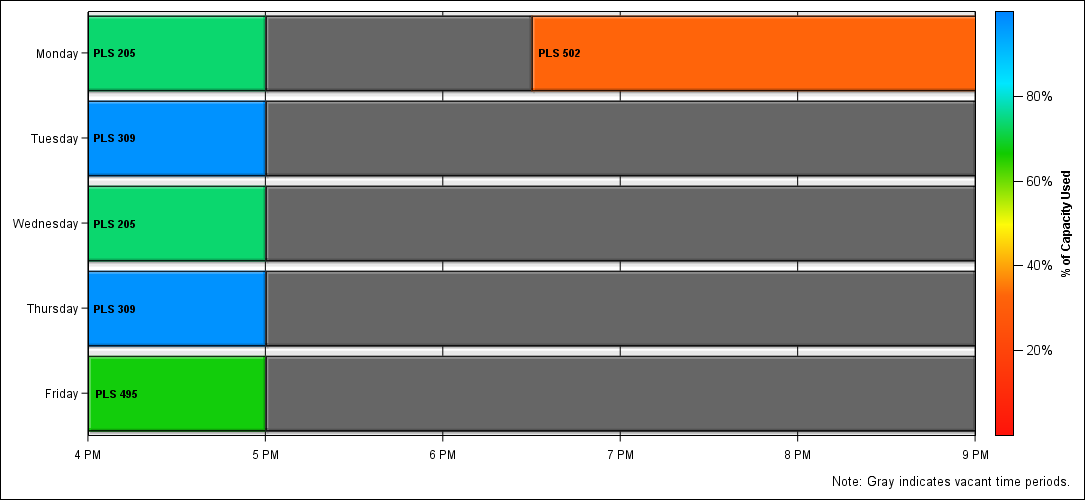 Monday
PLS 205
PLS 502
80%
Tuesday
PLS 309
60%
Wednesday
PLS 205
% of Capacity Used
40%
Thursday
PLS 309
20%
Friday
PLS 495
4 PM 5 PM 6 PM 7 PM 8 PM 9 PM
Note: Gray indicates vacant time periods.